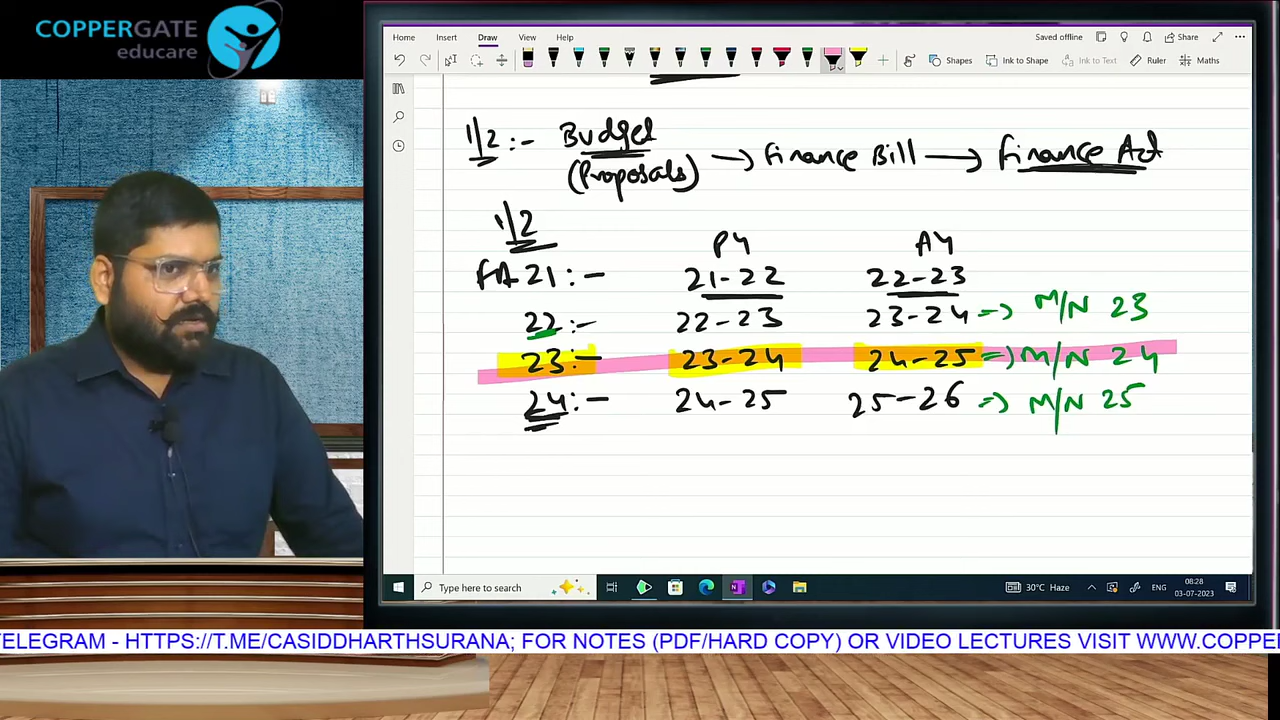 COPPERGATE
educare
Home Insert Draw View Help
Saved offline
Share
Shapes
Ink to Shape
Ink to Text
Ruler
Maths
1/2 :- Budget (Proposals) → Finance Bill → Finance Act
1/2
PY AY
FA 21 :- 21-22 22-23
22 :- 22-23 23-24 => M/N 23
23 :- 23-24 24-25 => M/N 24
24 :- 24-25 25-26 => M/N 25
Type here to search
30°C Haze
ENG
08:28
03-07-2023
TELEGRAM - HTTPS://T.ME/CASIDDHARTHSURANA; FOR NOTES (PDF/HARD COPY) OR VIDEO LECTURES VISIT WWW.COPPE